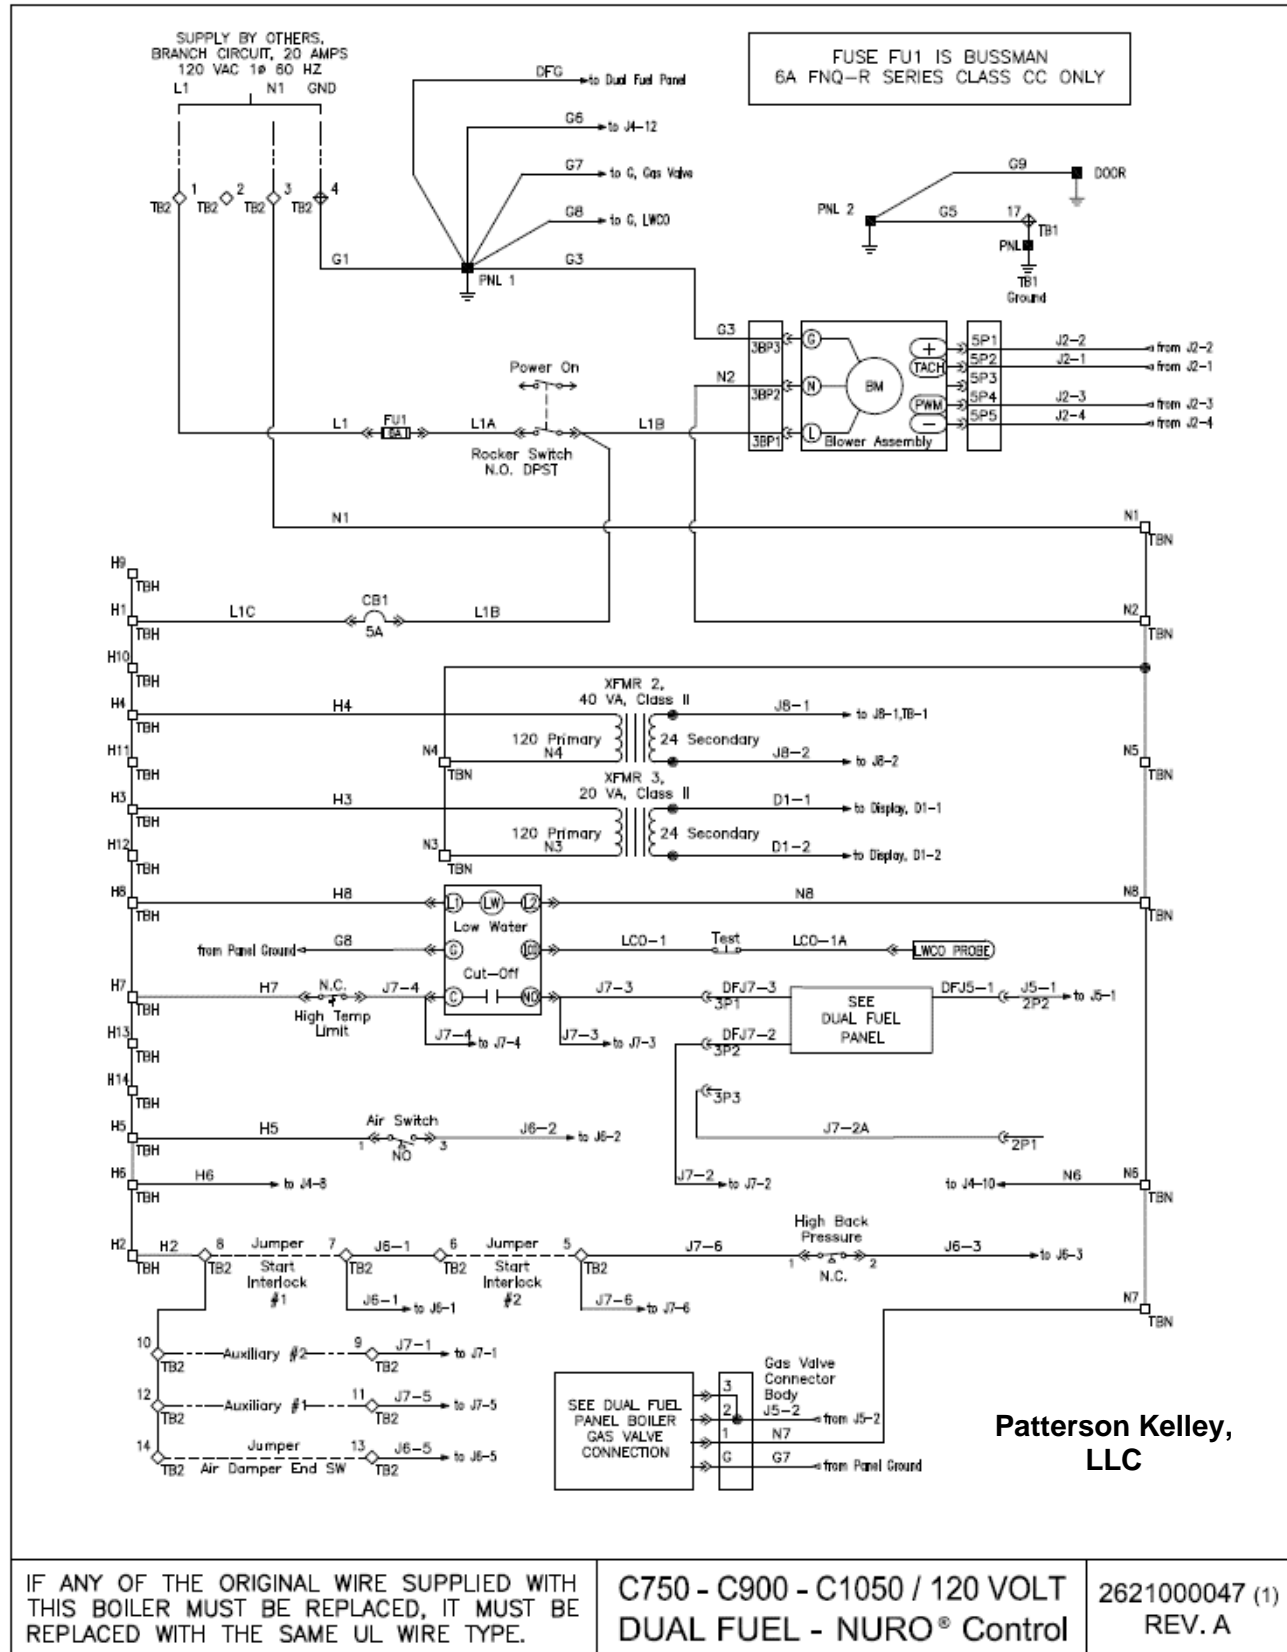 SUPPLY BY OTHERS,
BRANCH CIRCUIT, 20 AMPS
120 VAC 1ø 60 HZ
L1 N1 GND
FUSE FU1 IS BUSSMAN
6A FNQ-R SERIES CLASS CC ONLY
DFG to Dual Fuel Panel
G6 to J4-12
G7 to G, Gas Valve
G8 to G, LWCO
G9 DOOR
1 2 3 4
TB2 TB2 TB2 TB2
PNL 2 G5 17 TB1
PNL
TB1
Ground
G1 PNL 1 G3
G3 3BP3 G
N2 3BP2 N BM
L1B 3BP1 L
Blower Assembly
+ 5P1 J2-2 from J2-2
TACH 5P2 J2-1 from J2-1
5P3
PWM 5P4 J2-3 from J2-3
- 5P5 J2-4 from J2-4
Power On
L1 FU1 6A L1A
Rocker Switch
N.O. DPST
N1 N1 TBN
H9 TBH
H1 TBH L1C CB1 5A L1B N2 TBN
H10 TBH
XFMR 2,
40 VA, Class II
H4 TBH H4 J8-1 to J8-1,TB-1
120 Primary 24 Secondary
H11 TBH N4 TBN N4 J8-2 to J8-2 N5 TBN
XFMR 3,
20 VA, Class II
H3 TBH H3 D1-1 to Display, D1-1
120 Primary 24 Secondary
H12 TBH N3 TBN N3 D1-2 to Display, D1-2
H8 TBH H8 L1 LW L2 N8 N8 TBN
Low Water
from Panel Ground G8 G LCO-1 Test LCO-1A LWCO PROBE
Cut-Off
H7 TBH H7 N.C. J7-4 C NO J7-3 DFJ7-3 3P1
High Temp
Limit
SEE
DUAL FUEL
PANEL
DFJ5-1 J5-1 2P2 to J5-1
H13 TBH J7-4 to J7-4 J7-3 to J7-3 DFJ7-2 3P2
H14 TBH 3P3
Air Switch
H5 TBH H5 1 NO 3 J6-2 to J6-2 J7-2A 2P1
H6 TBH H6 to J4-8 J7-2 to J7-2 to J4-10 N6 N6 TBN
High Back
Pressure
H2 TBH H2 8 TB2 Jumper 7 TB2 J6-1 6 TB2 Jumper 5 TB2 J7-6 1 N.C. 2 J6-3 to J6-3
Start
Interlock
#1
Start
Interlock
#2
J6-1 to J6-1 J7-6 to J7-6 N7 TBN
10 TB2 Auxiliary #2 9 TB2 J7-1 to J7-1
12 TB2 Auxiliary #1 11 TB2 J7-5 to J7-5
14 TB2 Jumper 13 TB2 J6-5 to J6-5
Air Damper End SW
SEE DUAL FUEL
PANEL BOILER
GAS VALVE
CONNECTION
Gas Valve
Connector
Body
3
2 J5-2 from J5-2
1 N7
G G7 from Panel Ground
Patterson Kelley,
LLC
IF ANY OF THE ORIGINAL WIRE SUPPLIED WITH
THIS BOILER MUST BE REPLACED, IT MUST BE
REPLACED WITH THE SAME UL WIRE TYPE.
C750 - C900 - C1050 / 120 VOLT
DUAL FUEL - NURO® Control
2621000047 (1)
REV. A